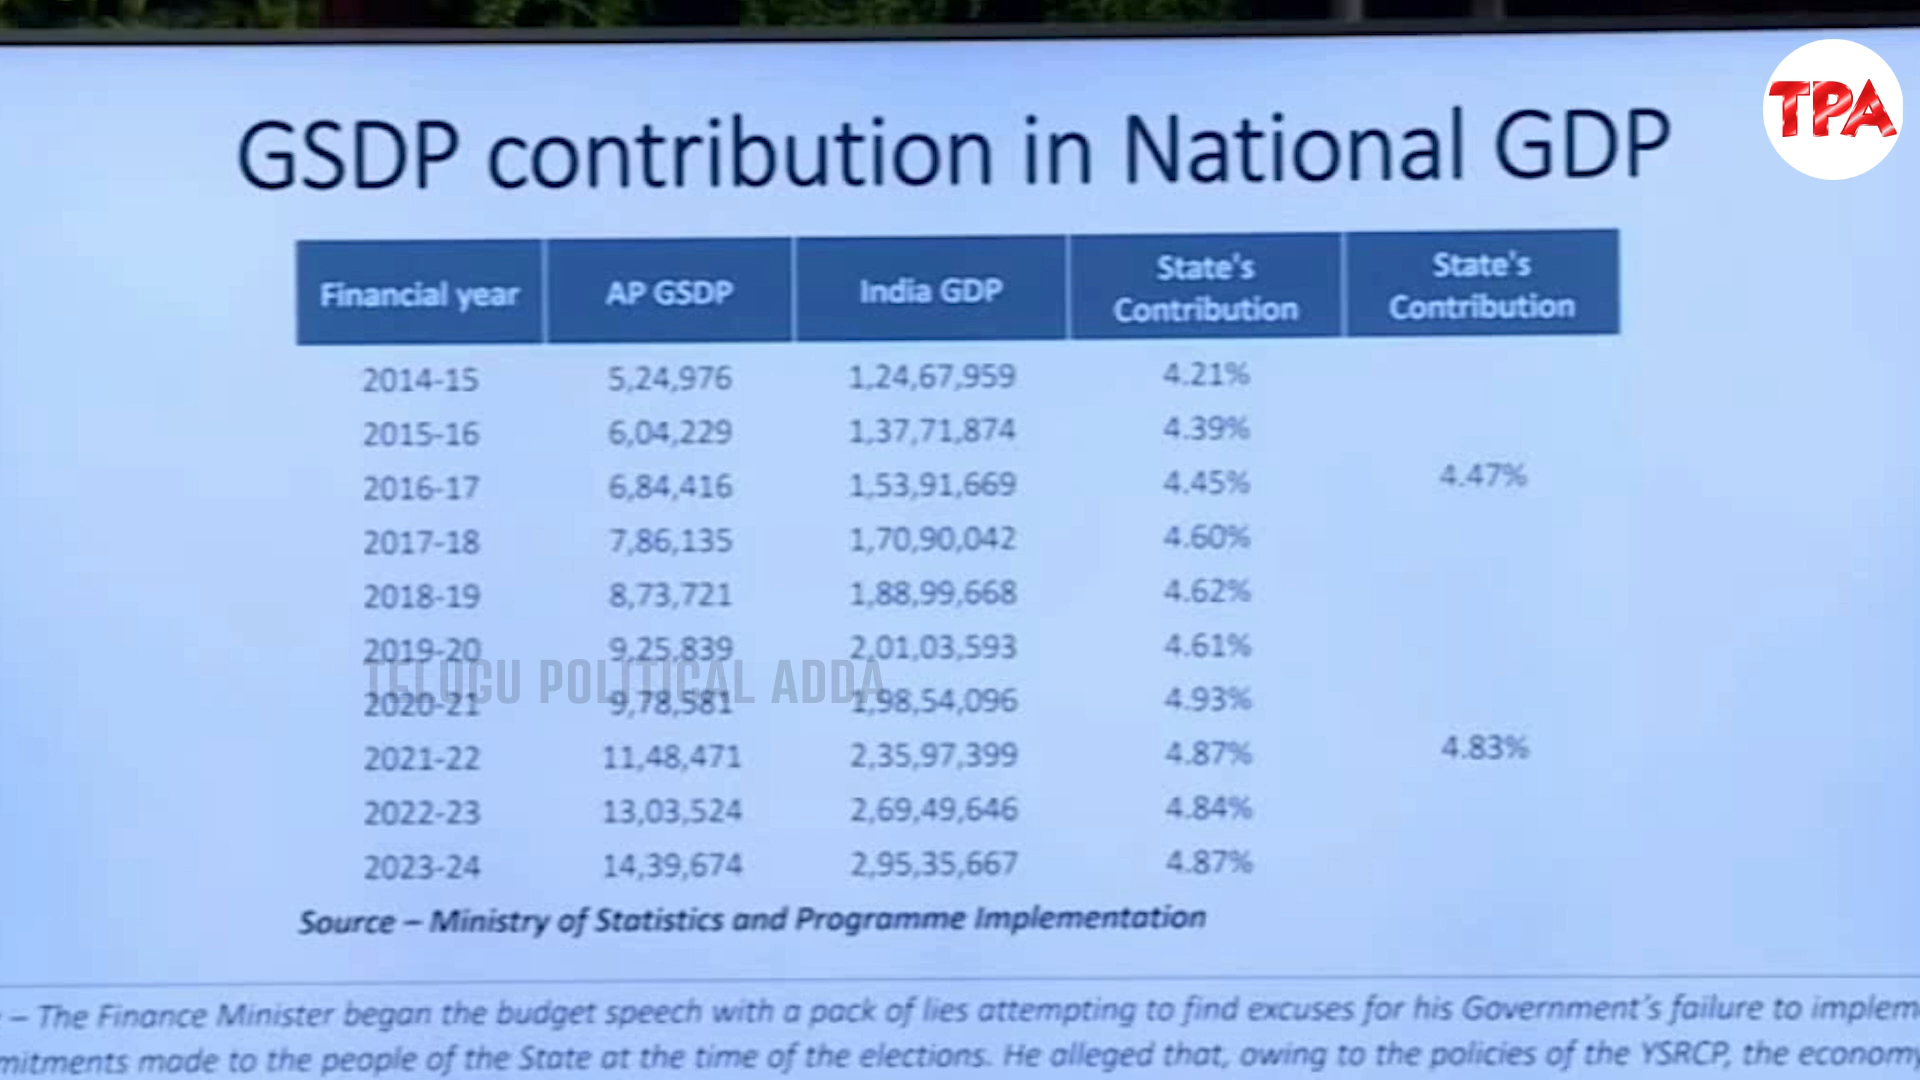 TPA
GSDP contribution in National GDP
Financial year AP GSDP India GDP State's Contribution State's Contribution
2014-15 5,24,976 1,24,67,959 4.21%
2015-16 6,04,229 1,37,71,874 4.39%
2016-17 6,84,416 1,53,91,669 4.45% 4.47%
2017-18 7,86,135 1,70,90,042 4.60%
2018-19 8,73,721 1,88,99,668 4.62%
2019-20 9,25,839 2,01,03,593 4.61%
TELUGU POLITICAL ADDA
2020-21 9,78,581 1,98,54,096 4.93%
2021-22 11,48,471 2,35,97,399 4.87% 4.83%
2022-23 13,03,524 2,69,49,646 4.84%
2023-24 14,39,674 2,95,35,667 4.87%
Source – Ministry of Statistics and Programme Implementation
– The Finance Minister began the budget speech with a pack of lies attempting to find excuses for his Government's failure to implem
mitments made to the people of the State at the time of the elections. He alleged that, owing to the policies of the YSRCP, the economy